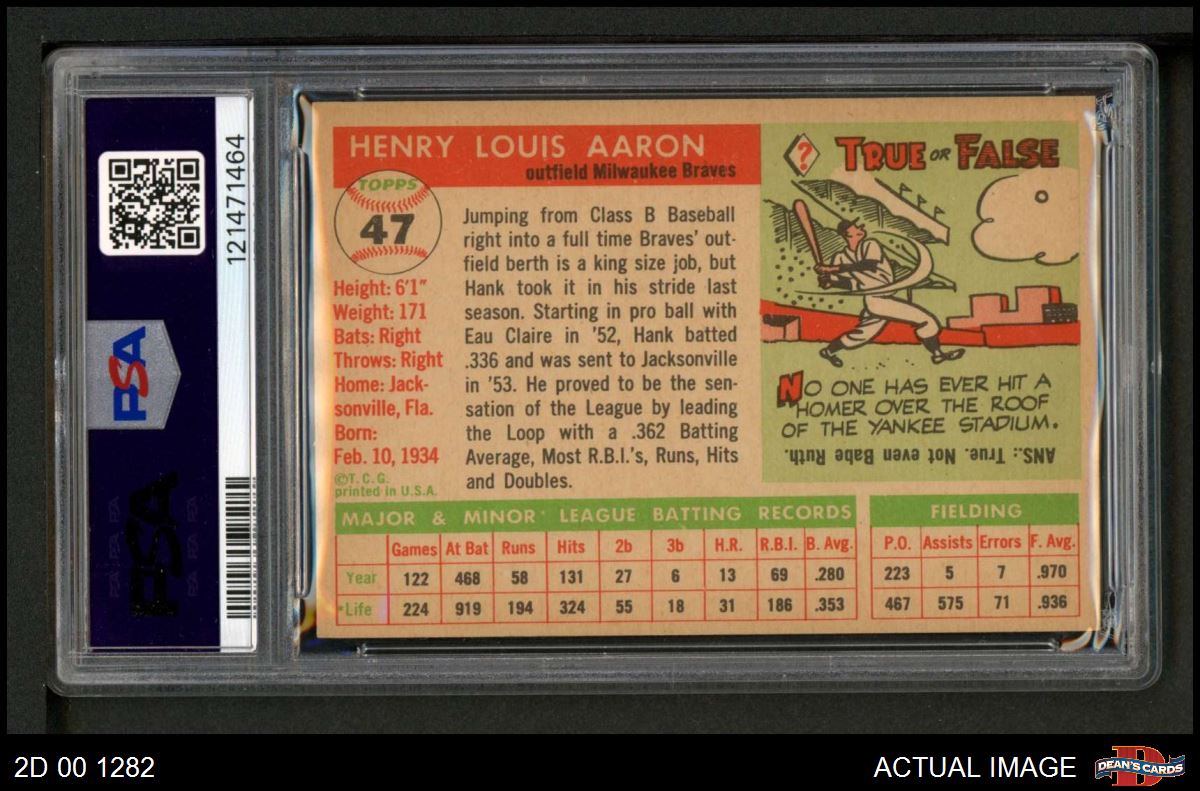 PSA
121471464
PSA
HENRY LOUIS AARON
outfield Milwaukee Braves
TOPPS
47
Height: 6'1"
Weight: 171
Bats: Right
Throws: Right
Home: Jack-
sonville, Fla.
Born:
Feb. 10, 1934
©T. C. G.
printed in U.S.A.
Jumping from Class B Baseball
right into a full time Braves' out-
field berth is a king size job, but
Hank took it in his stride last
season. Starting in pro ball with
Eau Claire in '52, Hank batted
.336 and was sent to Jacksonville
in '53. He proved to be the sen-
sation of the League by leading
the Loop with a .362 Batting
Average, Most R.B.I.'s, Runs, Hits
and Doubles.
? TRUE OR FALSE
NO ONE HAS EVER HIT A
HOMER OVER THE ROOF
OF THE YANKEE STADIUM.
ANS.: True. Not even Babe Ruth.
MAJOR & MINOR* LEAGUE BATTING RECORDS
Games At Bat Runs Hits 2b 3b H.R. R.B.I. B. Avg.
Year 122 468 58 131 27 6 13 69 .280
*Life 224 919 194 324 55 18 31 186 .353
FIELDING
P.O. Assists Errors F. Avg.
223 5 7 .970
467 575 71 .936
2D 00 1282
ACTUAL IMAGE
D
DEAN'S CARDS